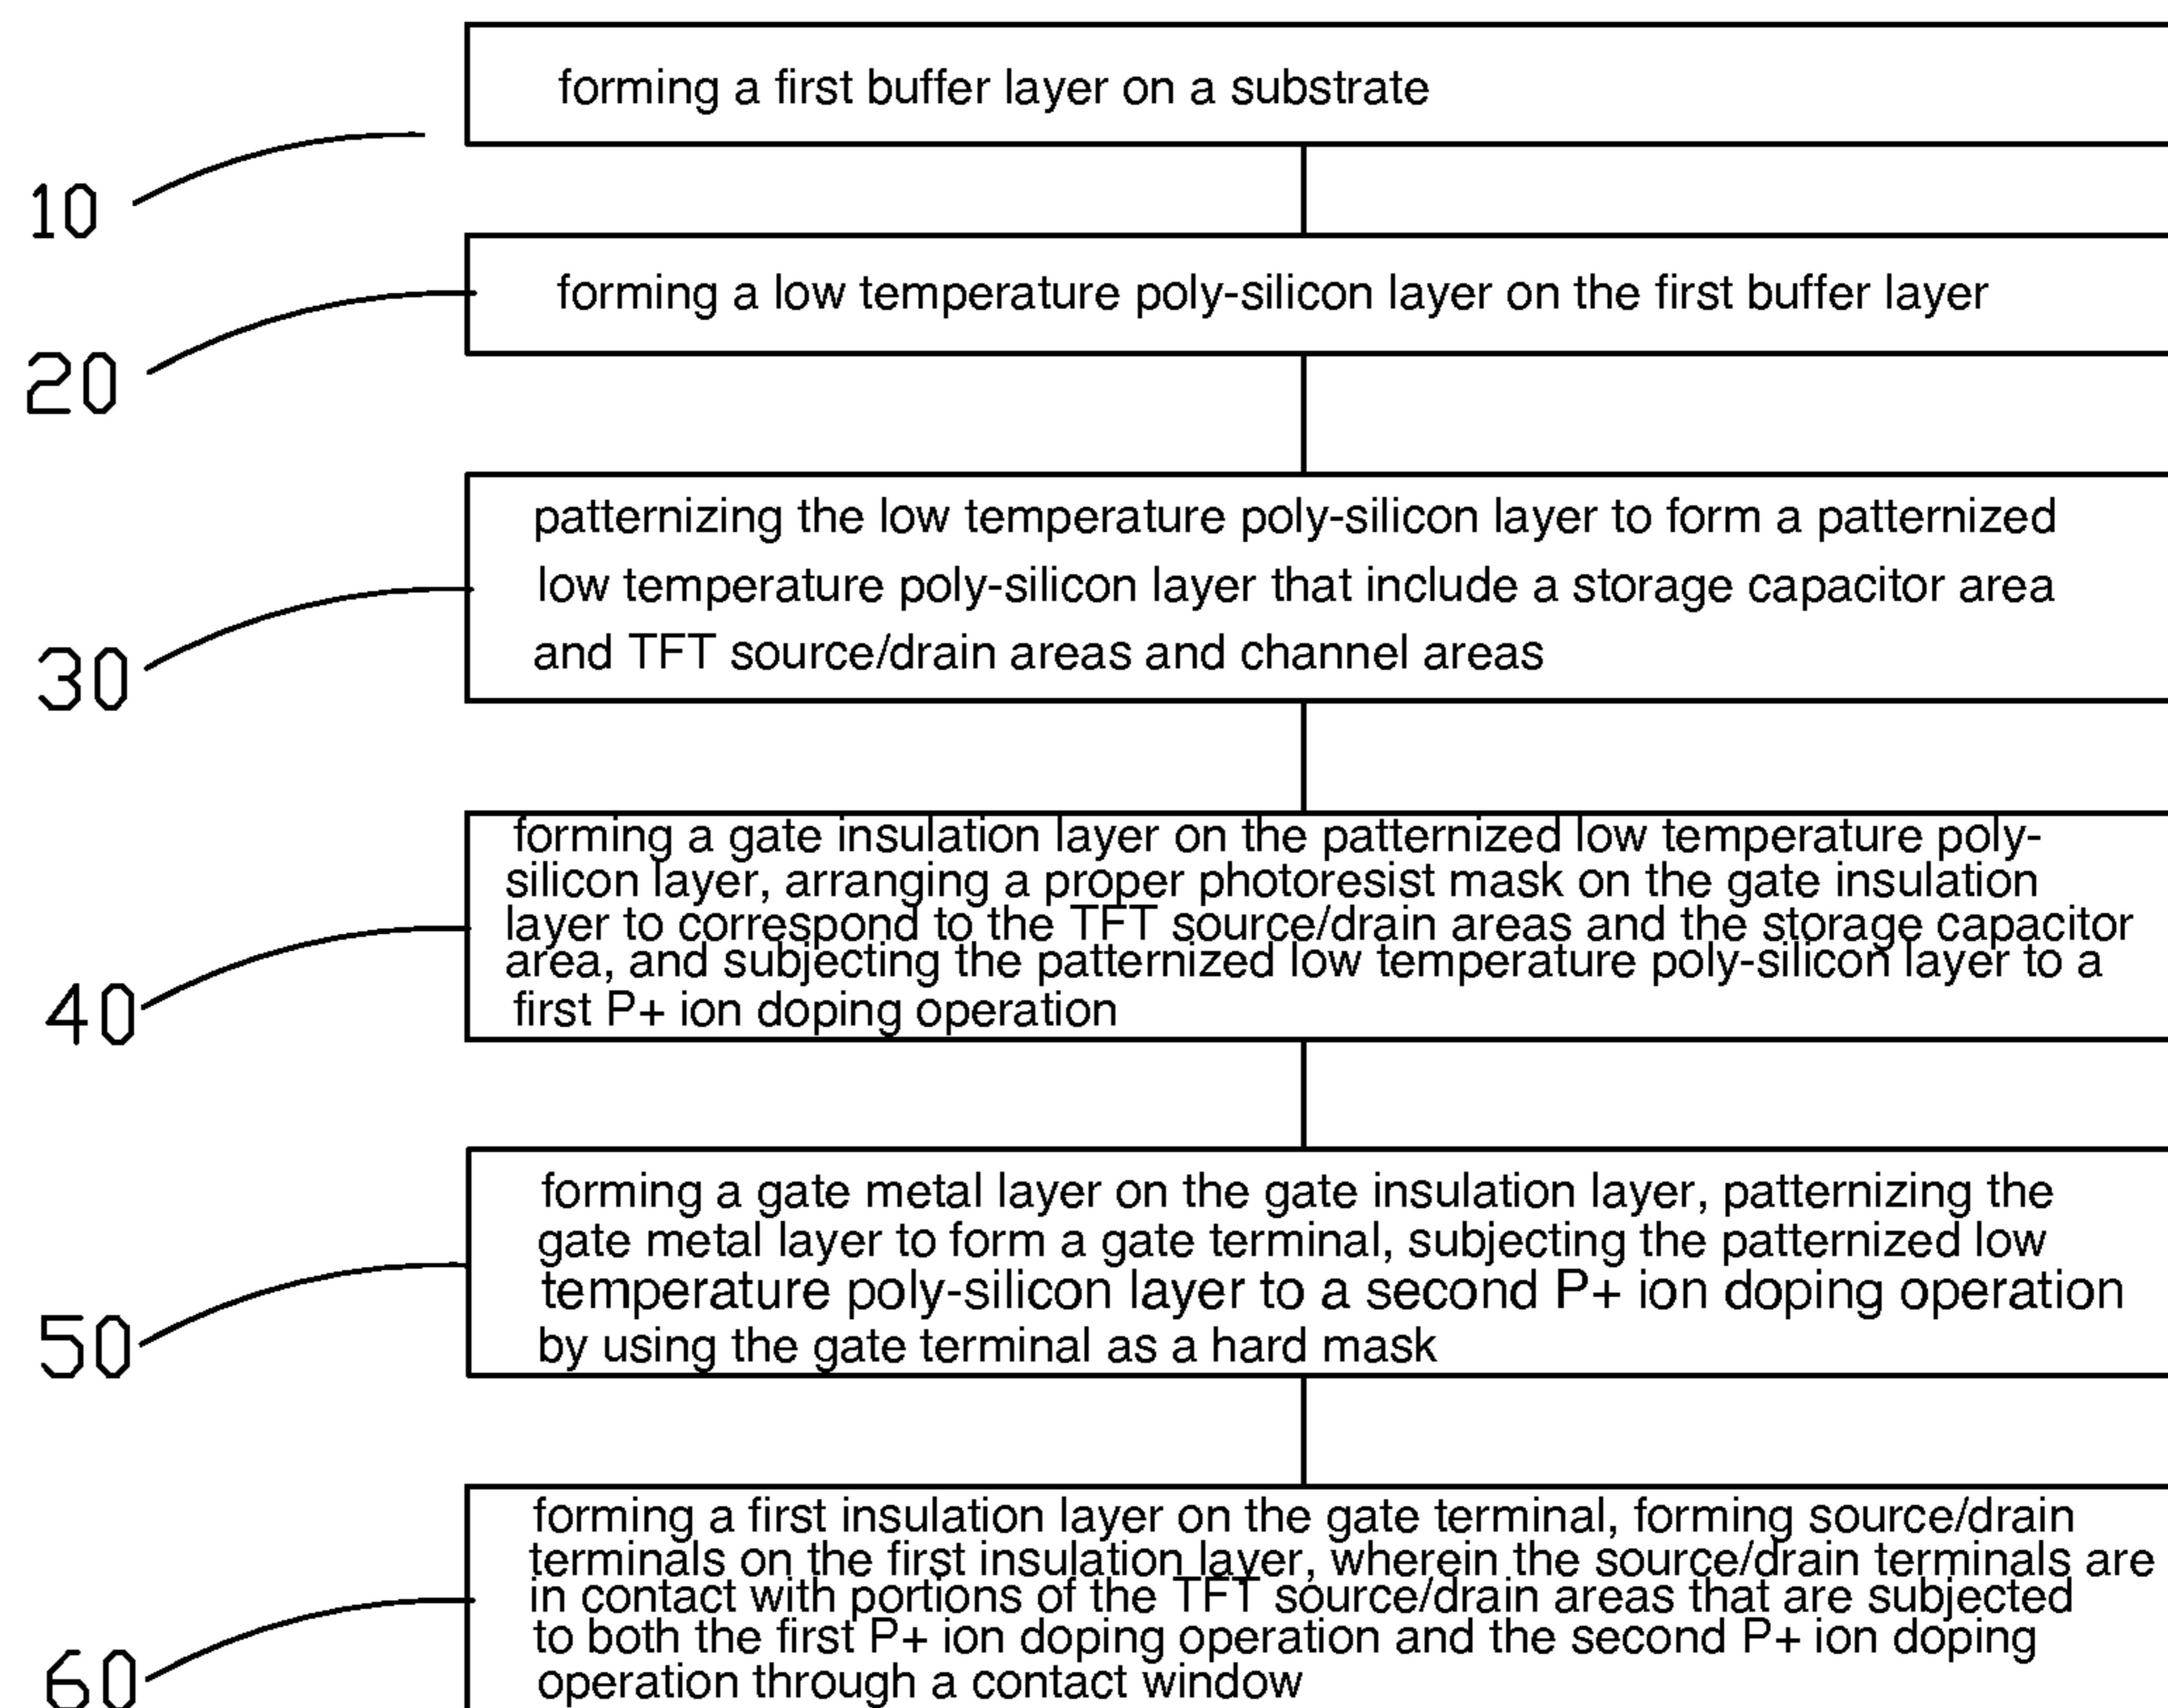 forming a first buffer layer on a substrate
10
forming a low temperature poly-silicon layer on the first buffer layer
20
patternizing the low temperature poly-silicon layer to form a patternized
low temperature poly-silicon layer that include a storage capacitor area
and TFT source/drain areas and channel areas
30
forming a gate insulation layer on the patternized low temperature poly-
silicon layer, arranging a proper photoresist mask on the gate insulation
layer to correspond to the TFT source/drain areas and the storage capacitor
area, and subjecting the patternized low temperature poly-silicon layer to a
first P+ ion doping operation
40
forming a gate metal layer on the gate insulation layer, patternizing the
gate metal layer to form a gate terminal, subjecting the patternized low
temperature poly-silicon layer to a second P+ ion doping operation
by using the gate terminal as a hard mask
50
forming a first insulation layer on the gate terminal, forming source/drain
terminals on the first insulation layer, wherein the source/drain terminals are
in contact with portions of the TFT source/drain areas that are subjected
to both the first P+ ion doping operation and the second P+ ion doping
operation through a contact window
60